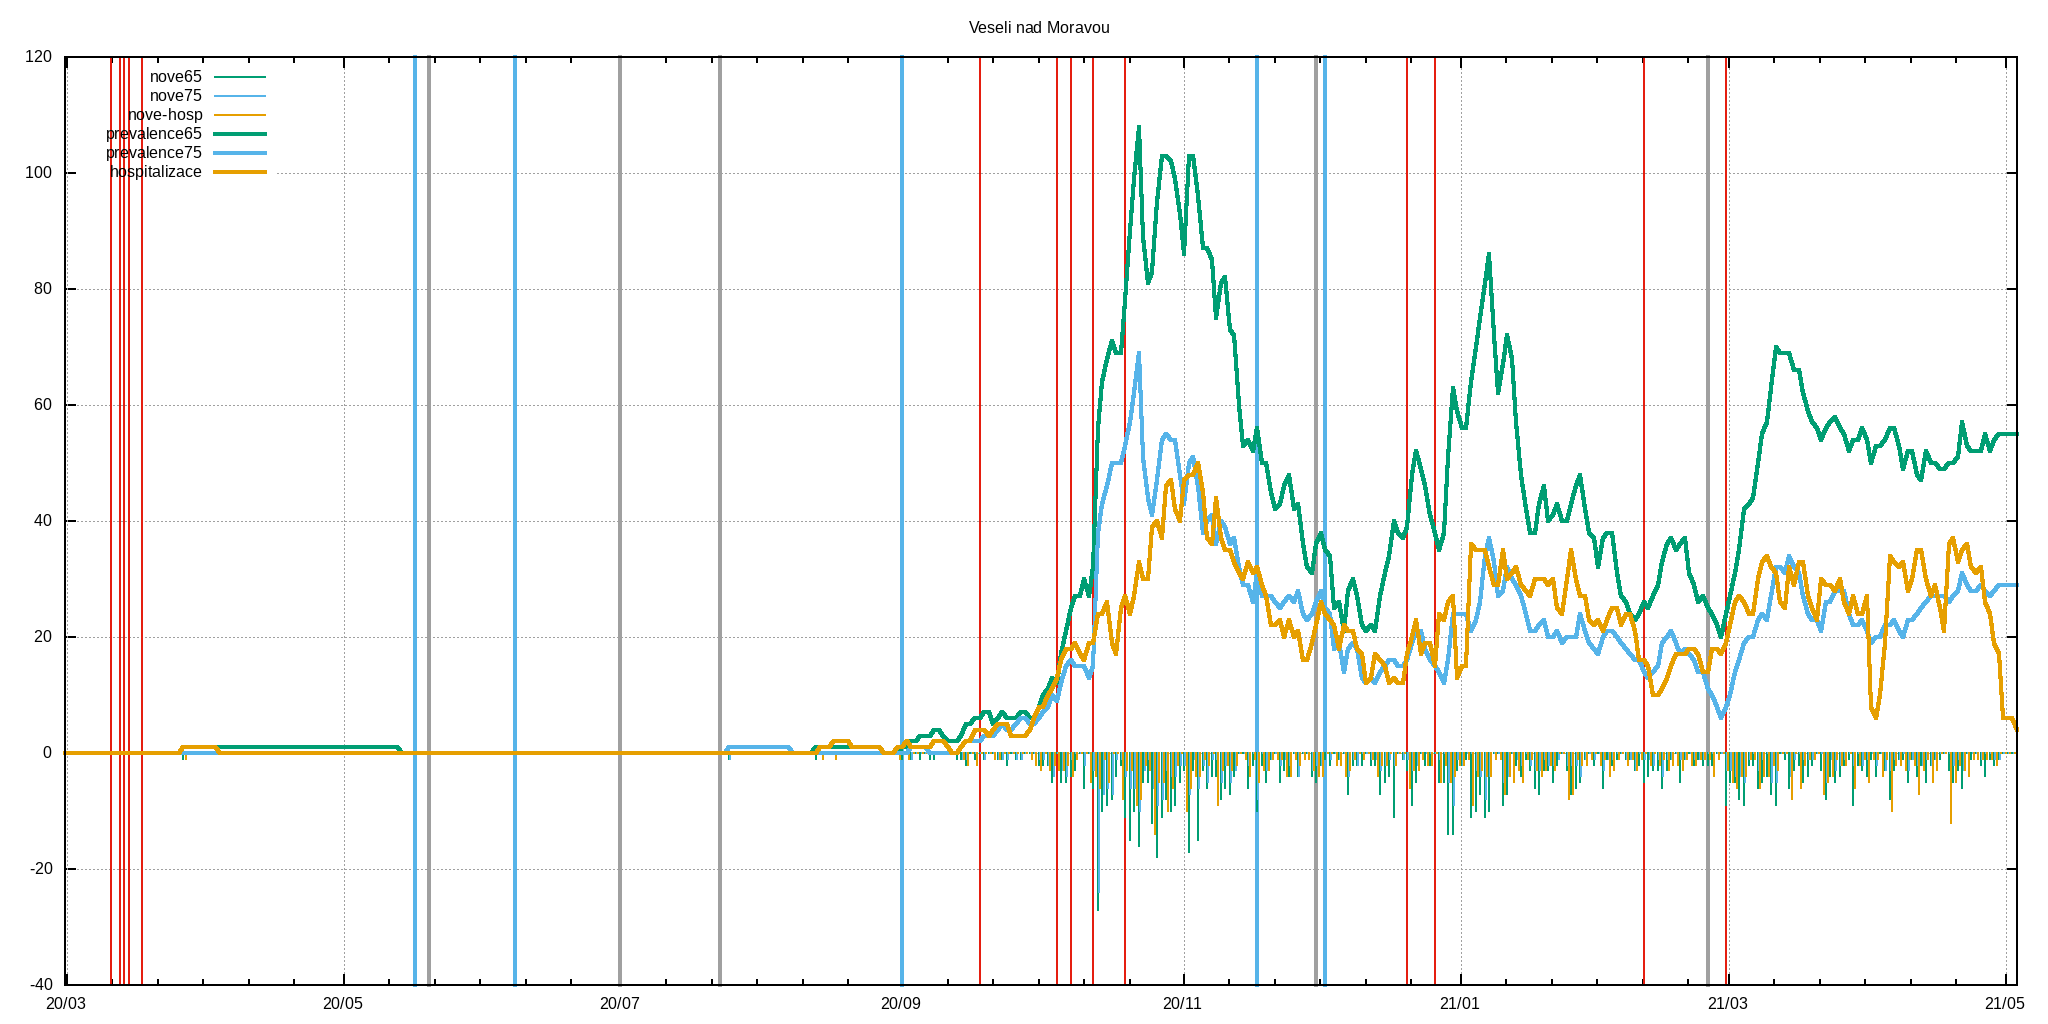 Veseli nad Moravou
120
100
80
60
40
20
0
-20
-40
nove65
nove75
nove-hosp
prevalence65
prevalence75
hospitalizace
20/03 20/05 20/07 20/09 20/11 21/01 21/03 21/05